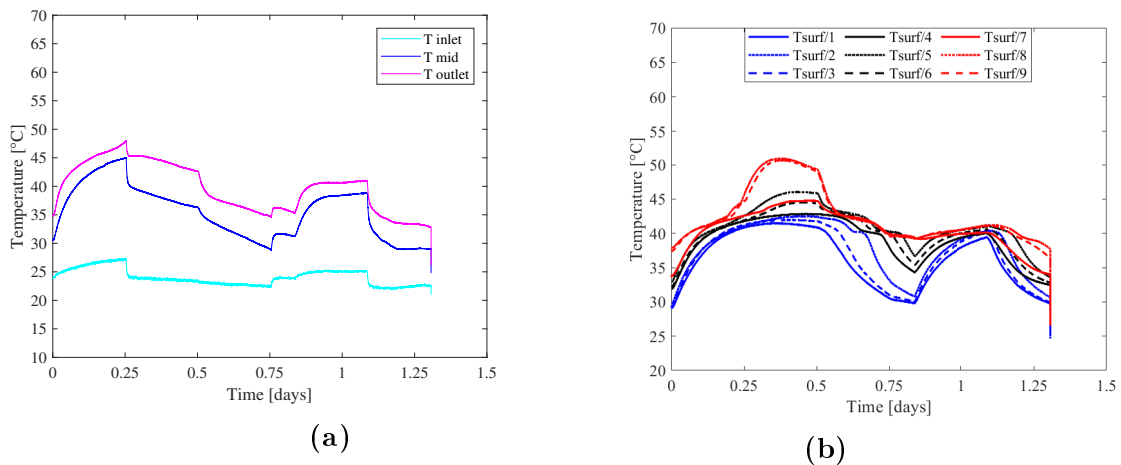 70
65
60
55
50
45
40
35
30
25
20
15
10
Temperature [°C]
0 0.25 0.5 0.75 1 1.25 1.5
Time [days]
T inlet
T mid
T outlet
(a)
70
65
60
55
50
45
40
35
30
25
20
Temperature [°C]
0 0.25 0.5 0.75 1 1.25 1.5
Time [days]
Tsurf/1 Tsurf/4 Tsurf/7
Tsurf/2 Tsurf/5 Tsurf/8
Tsurf/3 Tsurf/6 Tsurf/9
(b)